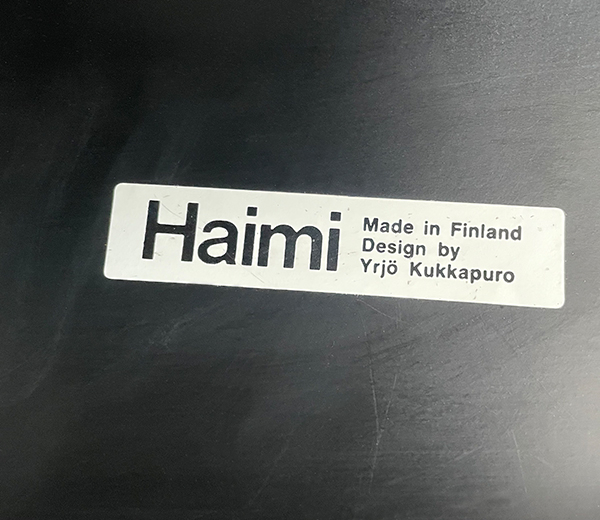 Haimi
Made in Finland
Design by
Yrjö Kukkapuro